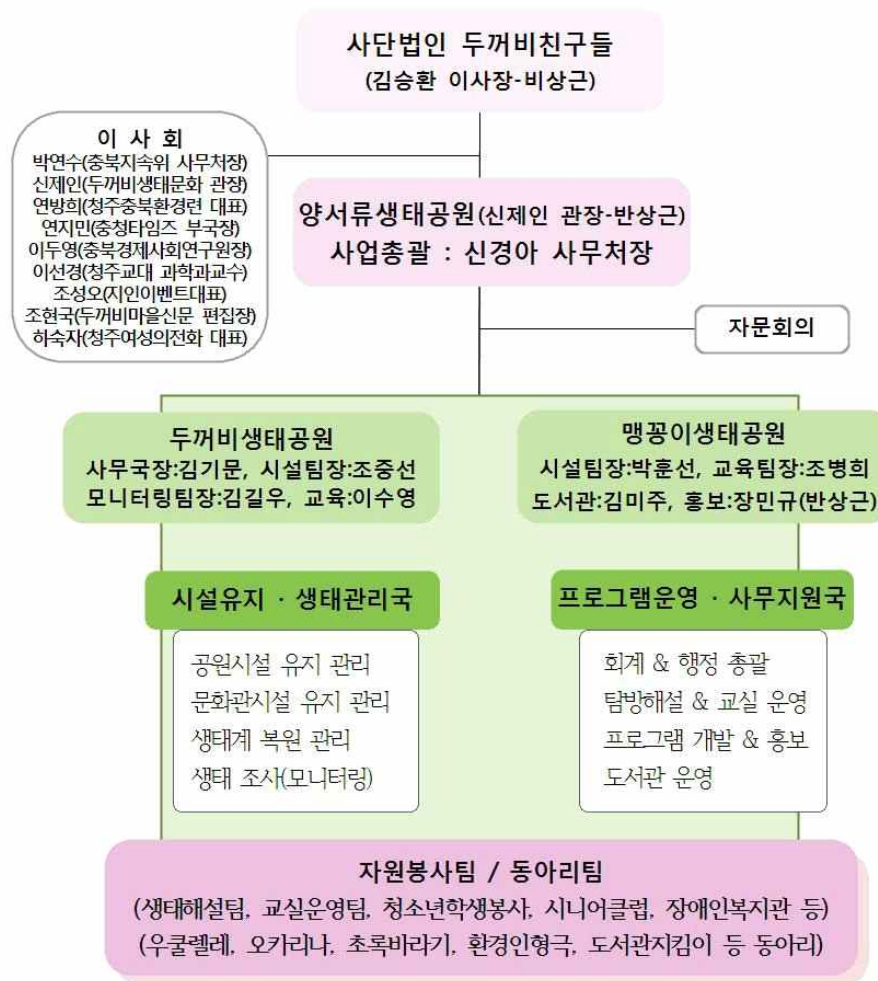 사단법인 두꺼비친구들
(김승환 이사장-비상근)
이 사 회
박연수(충북지속위 사무처장)
신제인(두꺼비생태문화 관장)
연방희(청주충북환경련 대표)
연지민(충청타임즈 부국장)
이두영(충북경제사회연구원장)
이선경(청주교대 과학과교수)
조성오(지인이벤트대표)
조현국(두꺼비마을신문 편집장)
하숙자(청주여성의전화 대표)
양서류생태공원(신제인 관장-반상근)
사업총괄 : 신경아 사무처장
자문회의
두꺼비생태공원
사무국장:김기문, 시설팀장:조중선
모니터링팀장:김길우, 교육:이수영
맹꽁이생태공원
시설팀장:박훈선, 교육팀장:조병희
도서관:김미주, 홍보:장민규(반상근)
시설유지 · 생태관리국
공원시설 유지 관리
문화관시설 유지 관리
생태계 복원 관리
생태 조사(모니터링)
프로그램운영 · 사무지원국
회계 & 행정 총괄
탐방해설 & 교실 운영
프로그램 개발 & 홍보
도서관 운영
자원봉사팀 / 동아리팀
(생태해설팀, 교실운영팀, 청소년학생봉사, 시니어클럽, 장애인복지관 등)
(우쿨렐레, 오카리나, 초록바라기, 환경인형극, 도서관지킴이 등 동아리)